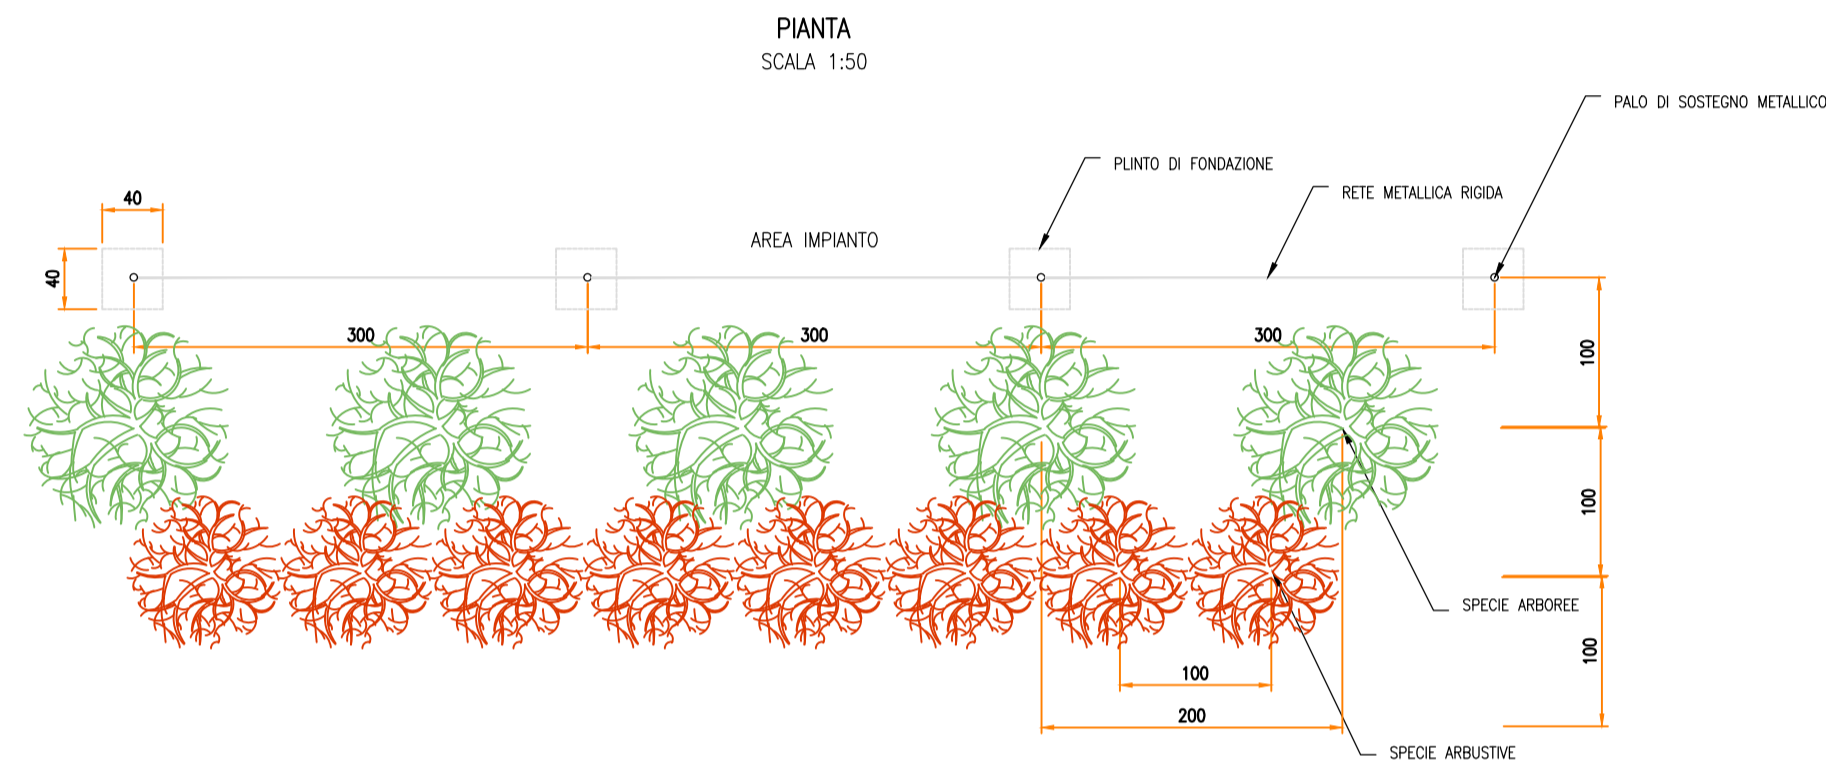 PIANTA
SCALA 1:50
PALO DI SOSTEGNO METALLICO
PLINTO DI FONDAZIONE
RETE METALLICA RIGIDA
40
AREA IMPIANTO
40
300
300
300
100
100
SPECIE ARBOREE
100
100
200
SPECIE ARBUSTIVE